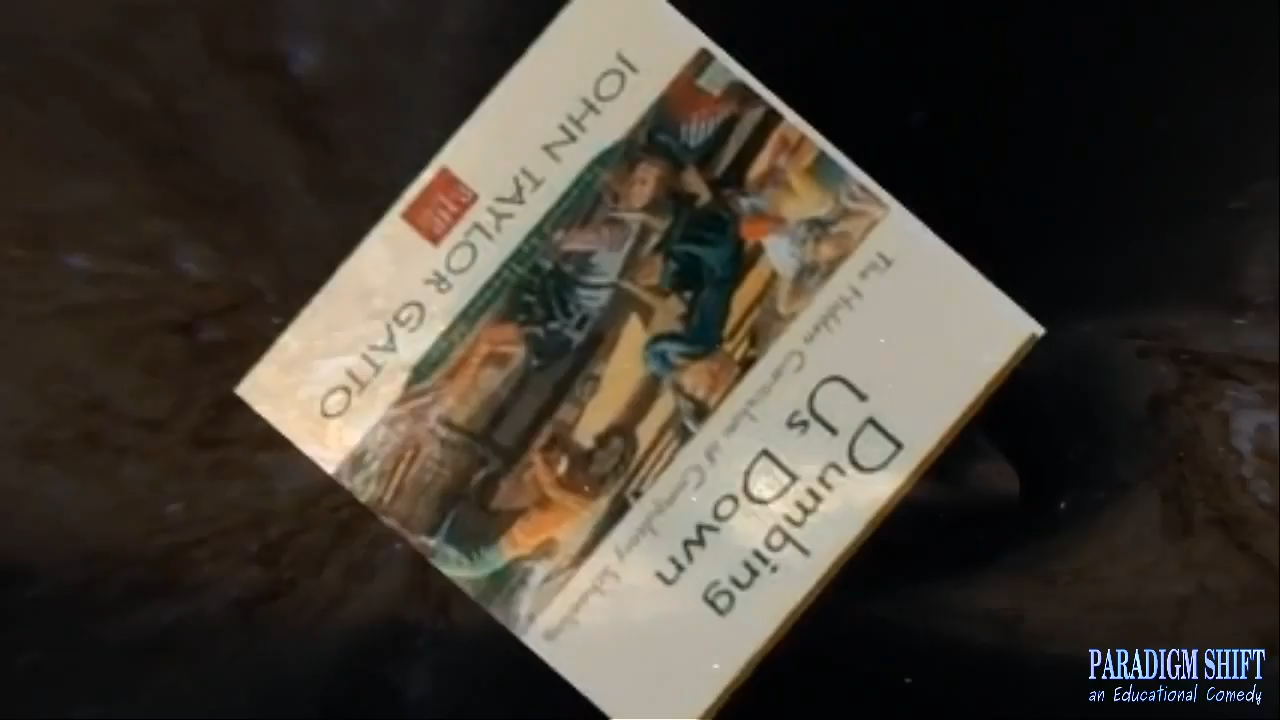 Dumbing
Us Down
The Hidden Curriculum of Compulsory Schooling
JOHN TAYLOR GATTO
PARADIGM SHIFT
an Educational Comedy